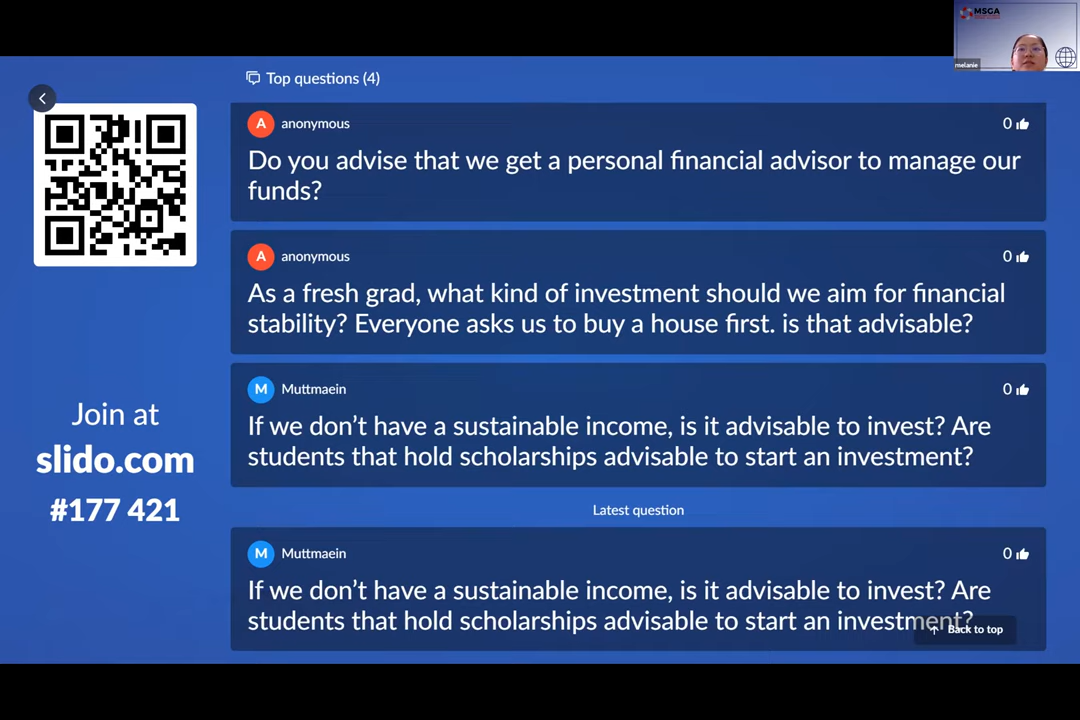 MSGA
melanie
Top questions (4)
A anonymous
0
Do you advise that we get a personal financial advisor to manage our
funds?
A anonymous
0
As a fresh grad, what kind of investment should we aim for financial
stability? Everyone asks us to buy a house first. is that advisable?
M Muttmaein
0
If we don't have a sustainable income, is it advisable to invest? Are
students that hold scholarships advisable to start an investment?
Latest question
M Muttmaein
0
If we don't have a sustainable income, is it advisable to invest? Are
students that hold scholarships advisable to start an investment?
↑ Back to top
Join at
slido.com
#177 421